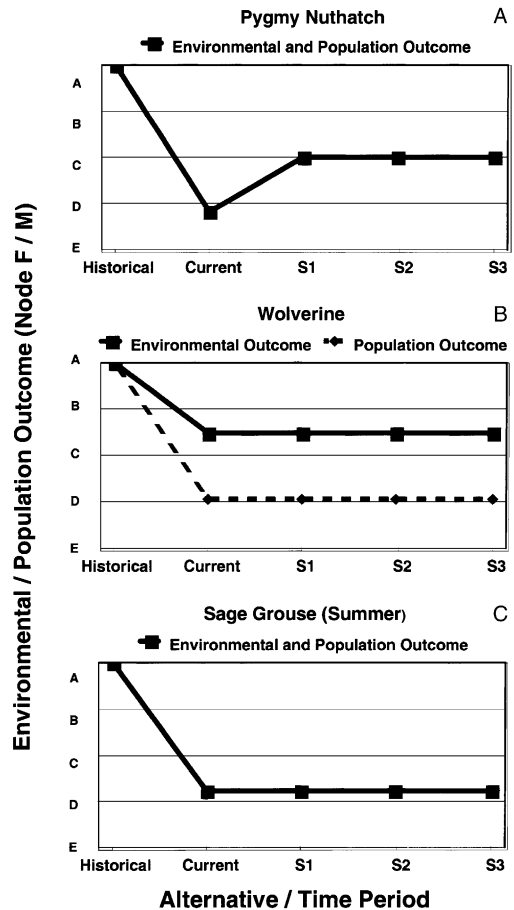 Environmental / Population Outcome (Node F / M)
Pygmy Nuthatch
A
Environmental and Population Outcome
A
B
C
D
E
Historical Current S1 S2 S3
Wolverine
B
Environmental Outcome Population Outcome
A
B
C
D
E
Historical Current S1 S2 S3
Sage Grouse (Summer)
C
Environmental and Population Outcome
A
B
C
D
E
Historical Current S1 S2 S3
Alternative / Time Period